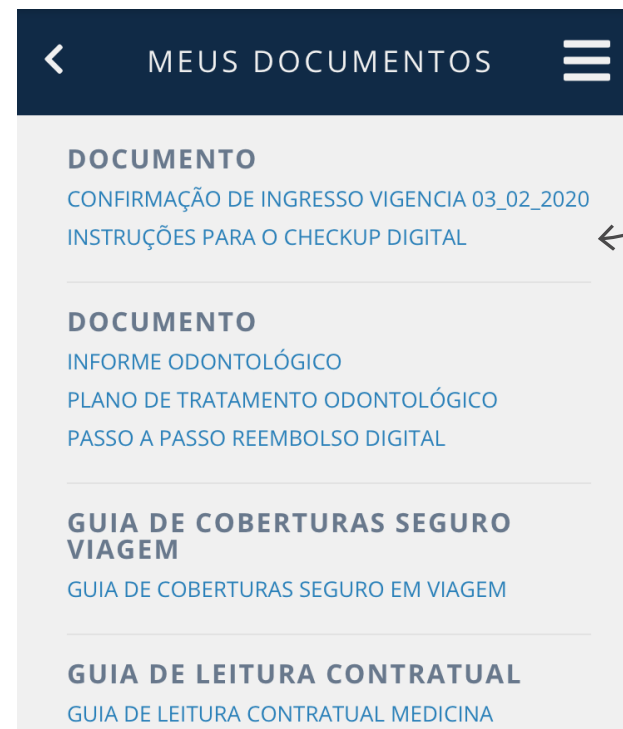 MEUS DOCUMENTOS
DOCUMENTO
CONFIRMAÇÃO DE INGRESSO VIGENCIA 03_02_2020
INSTRUÇÕES PARA O CHECKUP DIGITAL
DOCUMENTO
INFORME ODONTOLÓGICO
PLANO DE TRATAMENTO ODONTOLÓGICO
PASSO A PASSO REEMBOLSO DIGITAL
GUIA DE COBERTURAS SEGURO
VIAGEM
GUIA DE COBERTURAS SEGURO EM VIAGEM
GUIA DE LEITURA CONTRATUAL
GUIA DE LEITURA CONTRATUAL MEDICINA